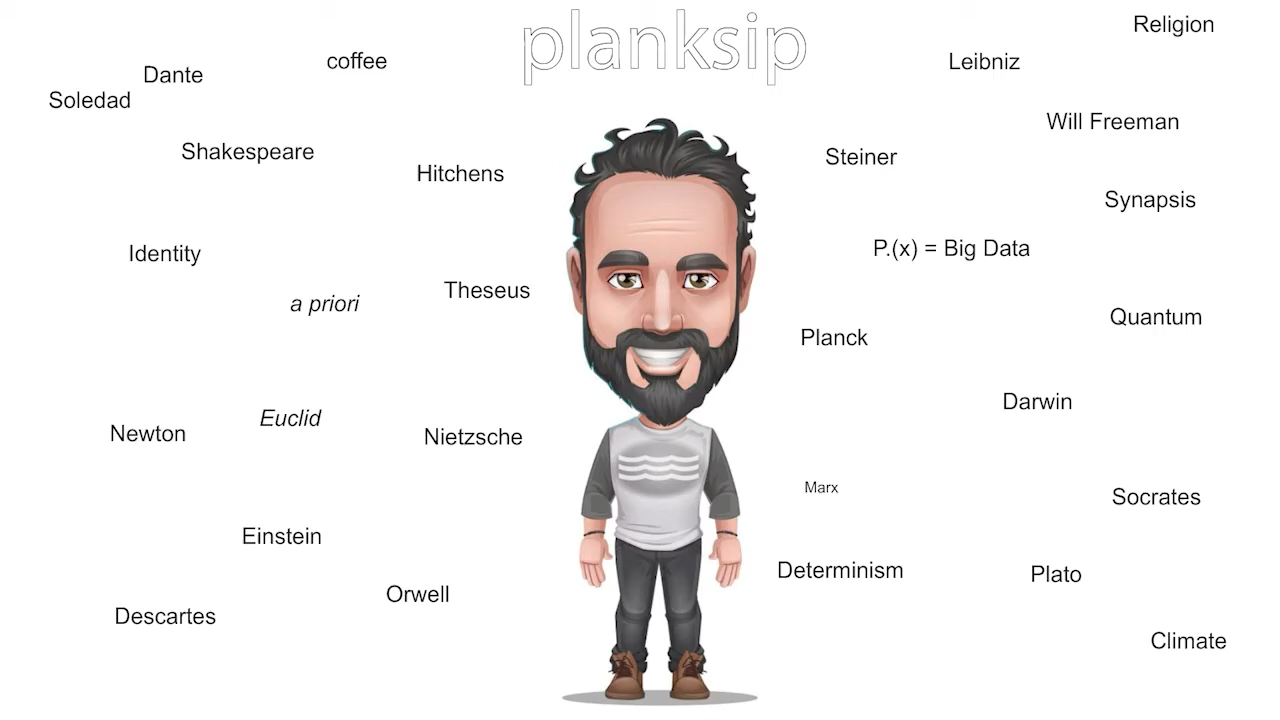 planksip
Religion
coffee
Leibniz
Dante
Soledad
Will Freeman
Shakespeare
Steiner
Hitchens
Synapsis
Identity
P.(x) = Big Data
Theseus
a priori
Quantum
Planck
Darwin
Euclid
Newton
Nietzsche
Marx
Socrates
Einstein
Determinism
Plato
Orwell
Descartes
Climate